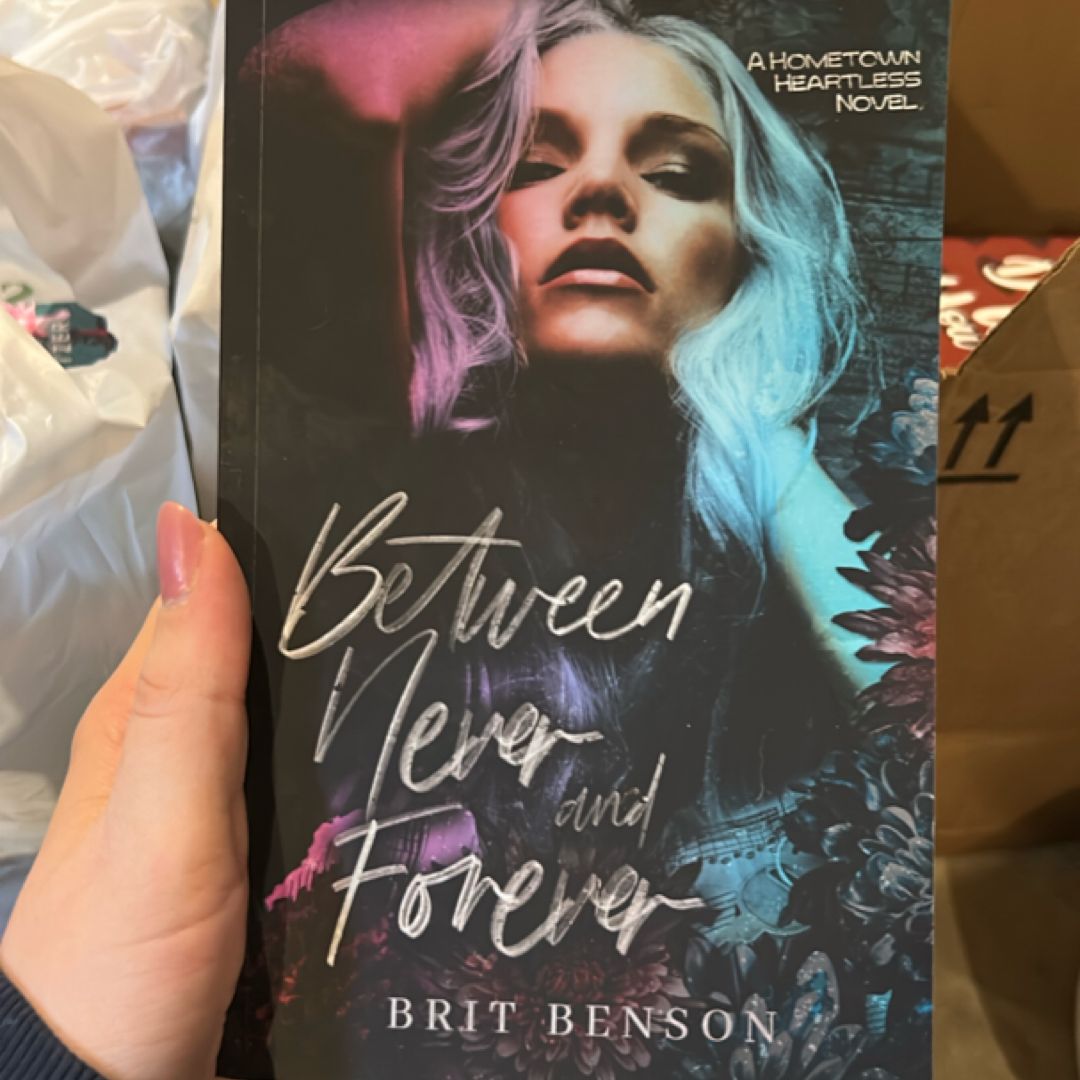 A HOMETOWN
HEARTLESS
NOVEL.
Between
Never
and
Forever
BRIT BENSON